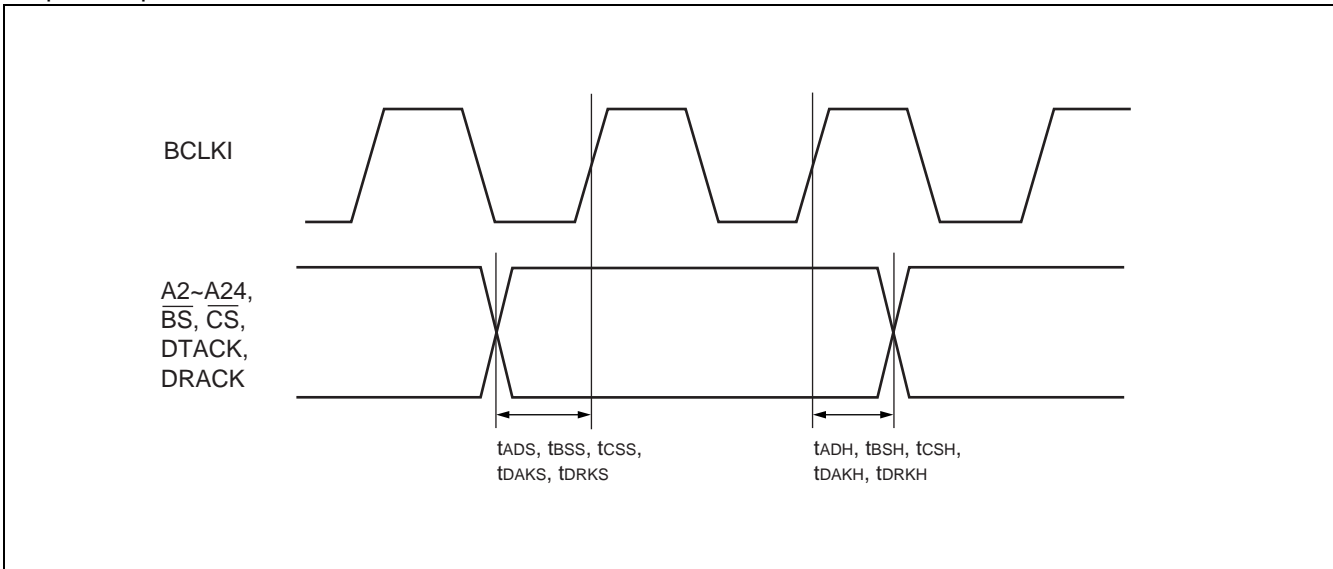 BCLKI
A2~A24,
BS, CS,
DTACK,
DRACK
tADS, tBSS, tCSS,
tDAKS, tDRKS
tADH, tBSH, tCSH,
tDAKH, tDRKH